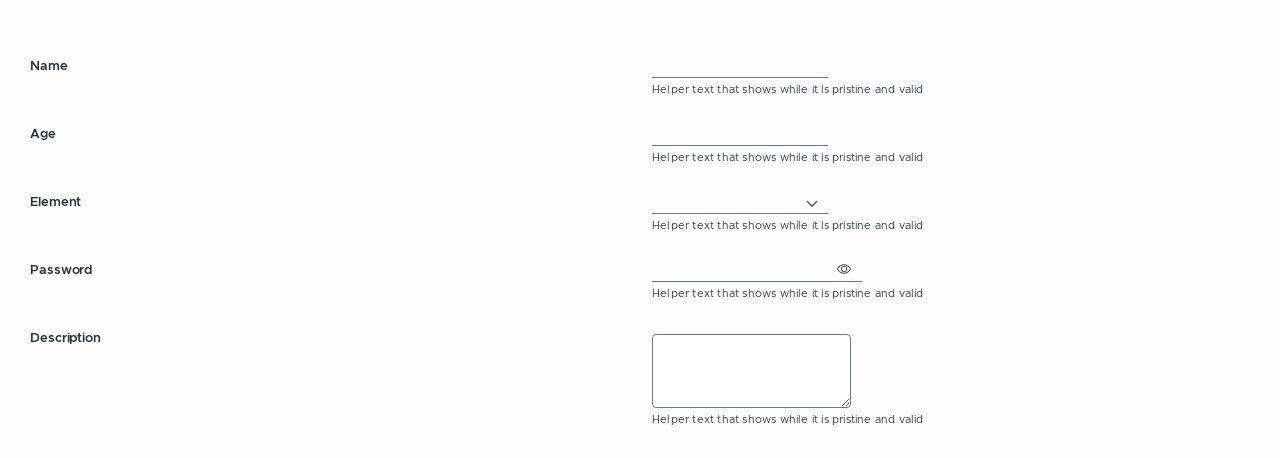 Name
Helper text that shows while it is pristine and valid
Age
Helper text that shows while it is pristine and valid
Element
Helper text that shows while it is pristine and valid
Password
Helper text that shows while it is pristine and valid
Description
Helper text that shows while it is pristine and valid